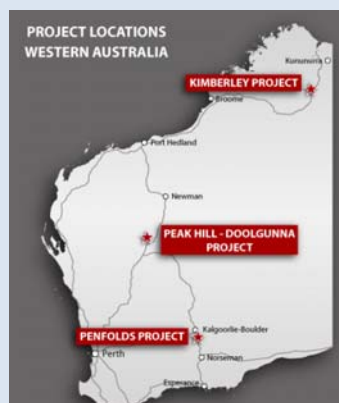 PROJECT LOCATIONS
WESTERN AUSTRALIA
Kununurra
KIMBERLEY PROJECT
Broome
Port Hedland
Newman
PEAK HILL - DOOLGUNNA
PROJECT
PENFOLDS PROJECT
Kalgoorlie-Boulder
Perth
Norseman
Esperance